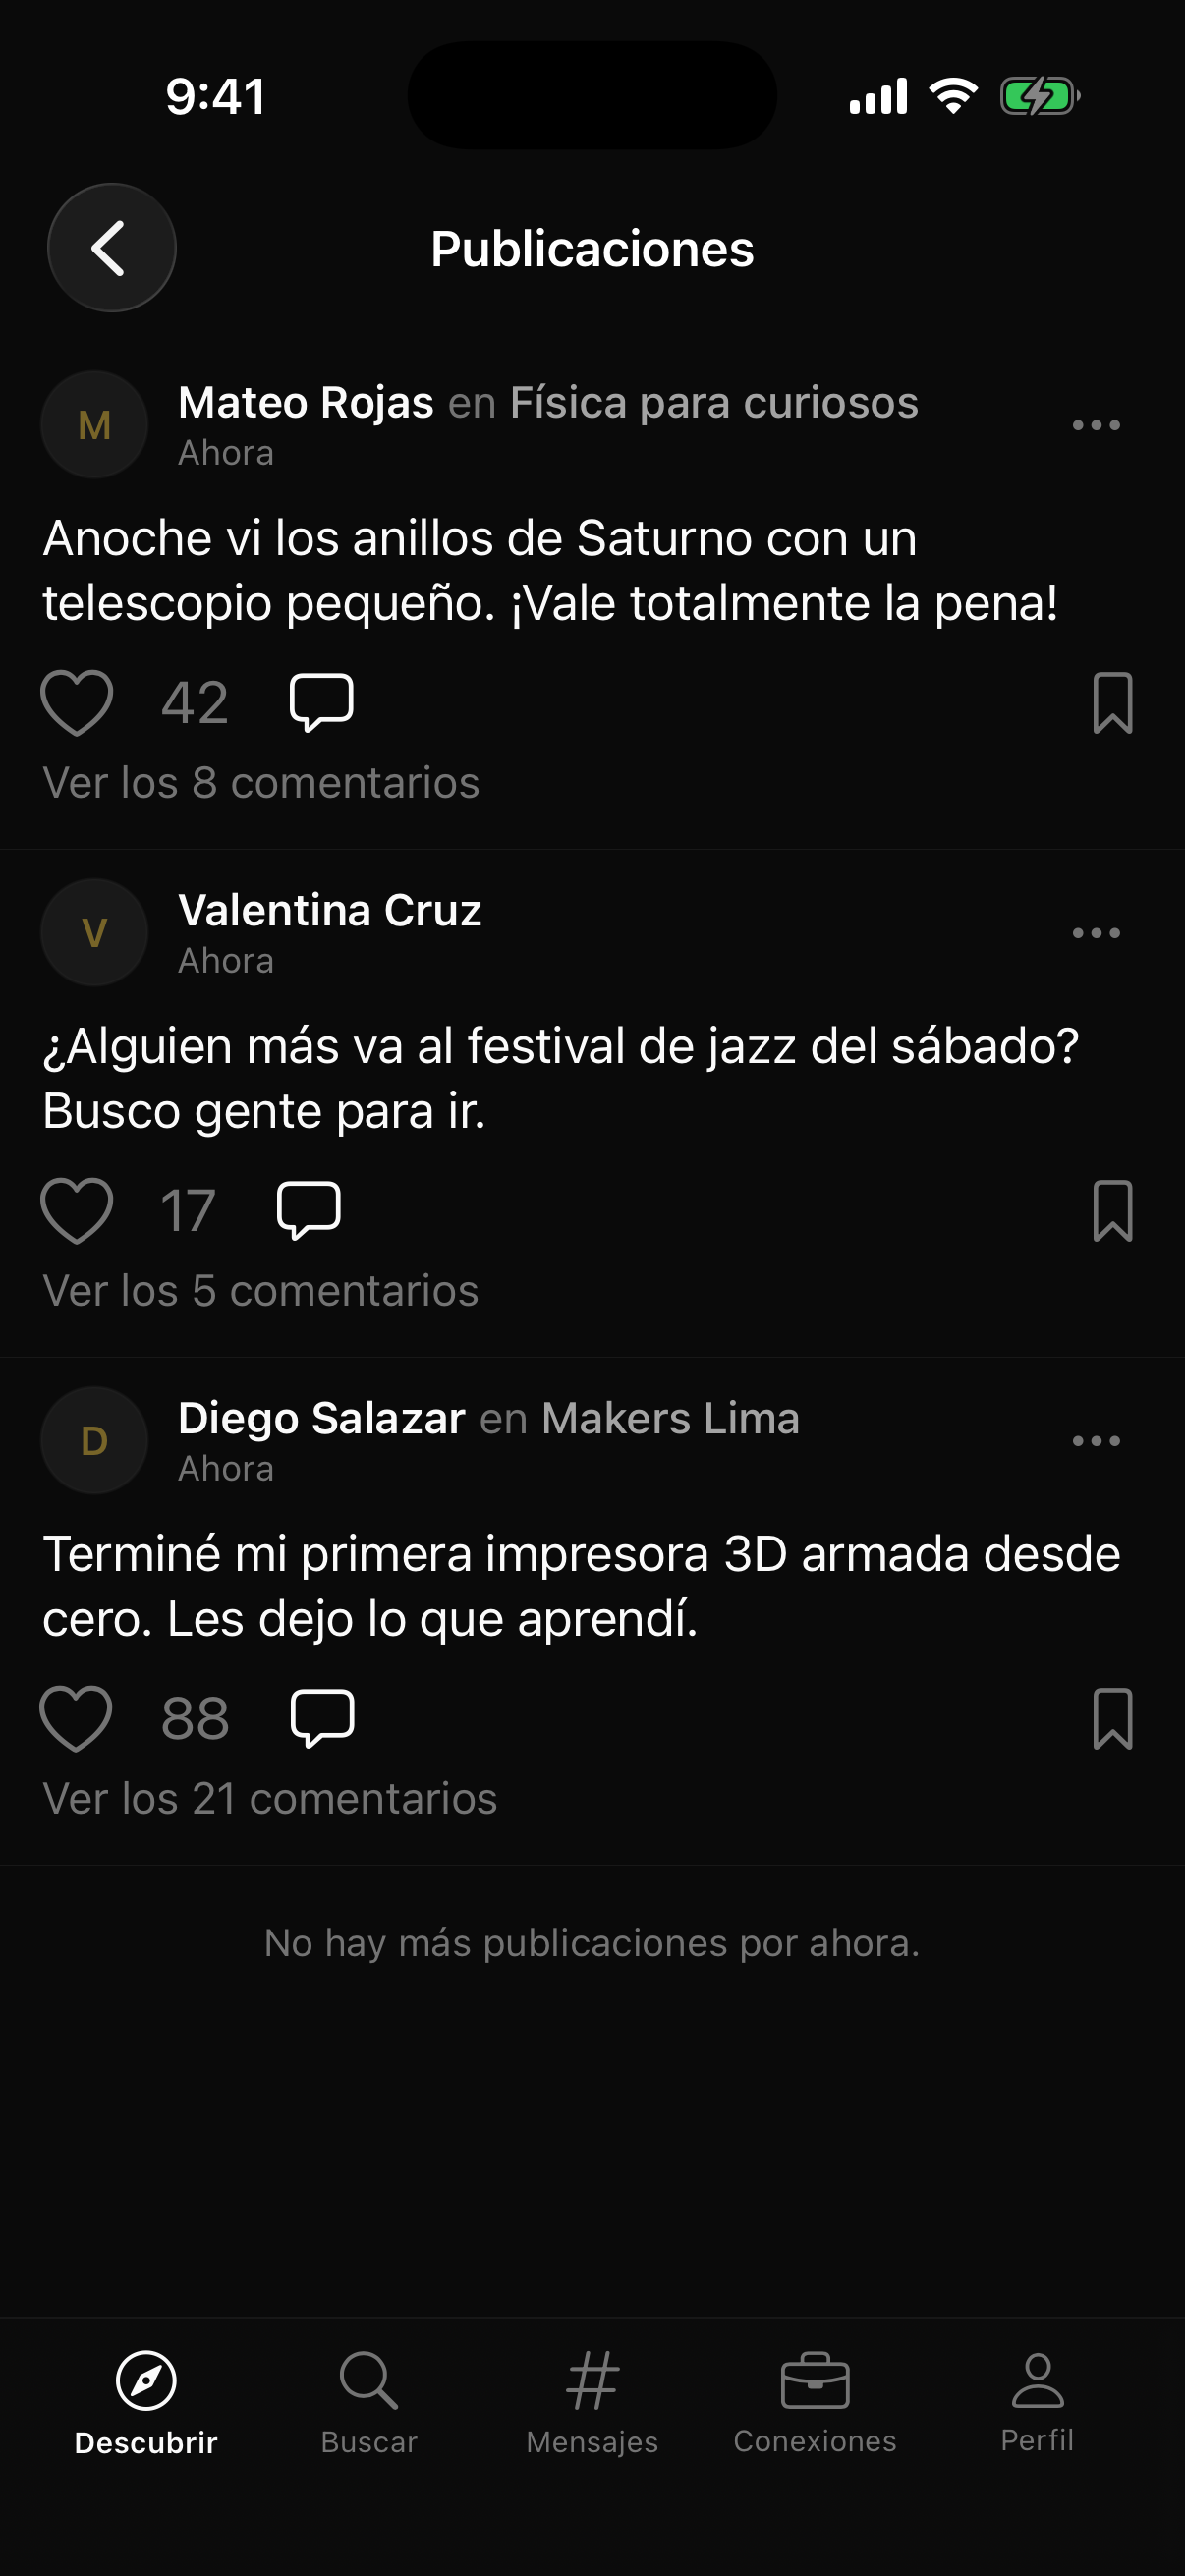 9:41
Publicaciones
M
Mateo Rojas en Física para curiosos
Ahora
Anoche vi los anillos de Saturno con un
telescopio pequeño. ¡Vale totalmente la pena!
42
Ver los 8 comentarios
V
Valentina Cruz
Ahora
¿Alguien más va al festival de jazz del sábado?
Busco gente para ir.
17
Ver los 5 comentarios
D
Diego Salazar en Makers Lima
Ahora
Terminé mi primera impresora 3D armada desde
cero. Les dejo lo que aprendí.
88
Ver los 21 comentarios
No hay más publicaciones por ahora.
Descubrir Buscar Mensajes Conexiones Perfil